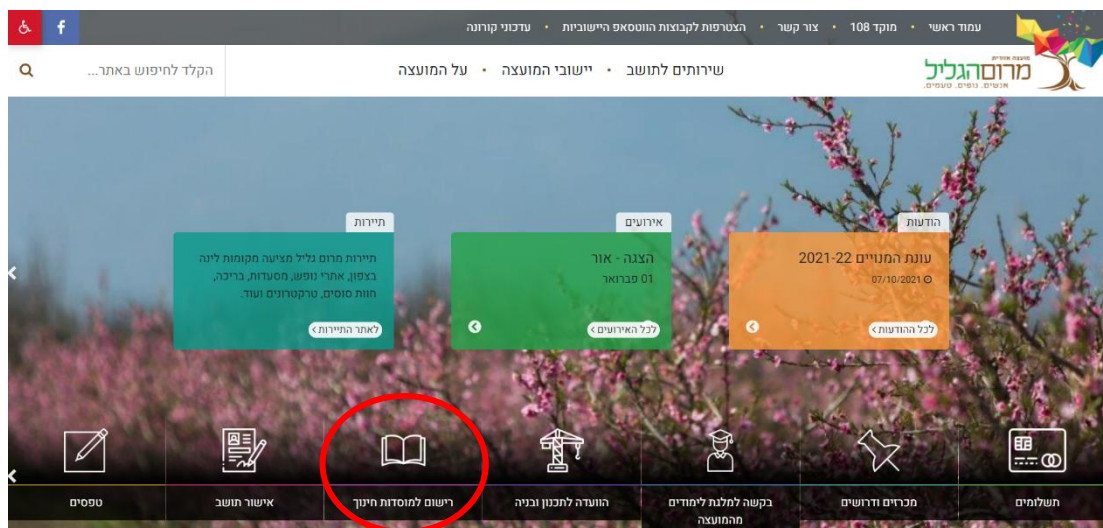 עמוד ראשי • מוקד 108 • צור קשר • הצטרפות לקבוצות הווטסאפ היישוביות • עדכוני קורונה
f
מועצה אזורית
מרום הגליל
אנשים. נופים. טעמים.
שירותים לתושב • יישובי המועצה • על המועצה
הקלד לחיפוש באתר...
הודעות
עונת המנויים 2021-22
07/10/2021
לכל ההודעות
אירועים
הצגה - אור
01 פברואר
לכל האירועים
תיירות
תיירות מרום גליל מציעה מקומות לינה
בצפון, אתרי נופש, מסעדות, בריכה,
חוות סוסים, טרקטרונים ועוד.
לאתר התיירות
תשלומים
מכרזים ודרושים
בקשה למלגת לימודים
מהמועצה
הוועדה לתכנון ובניה
רישום למוסדות חינוך
אישור תושב
טפסים